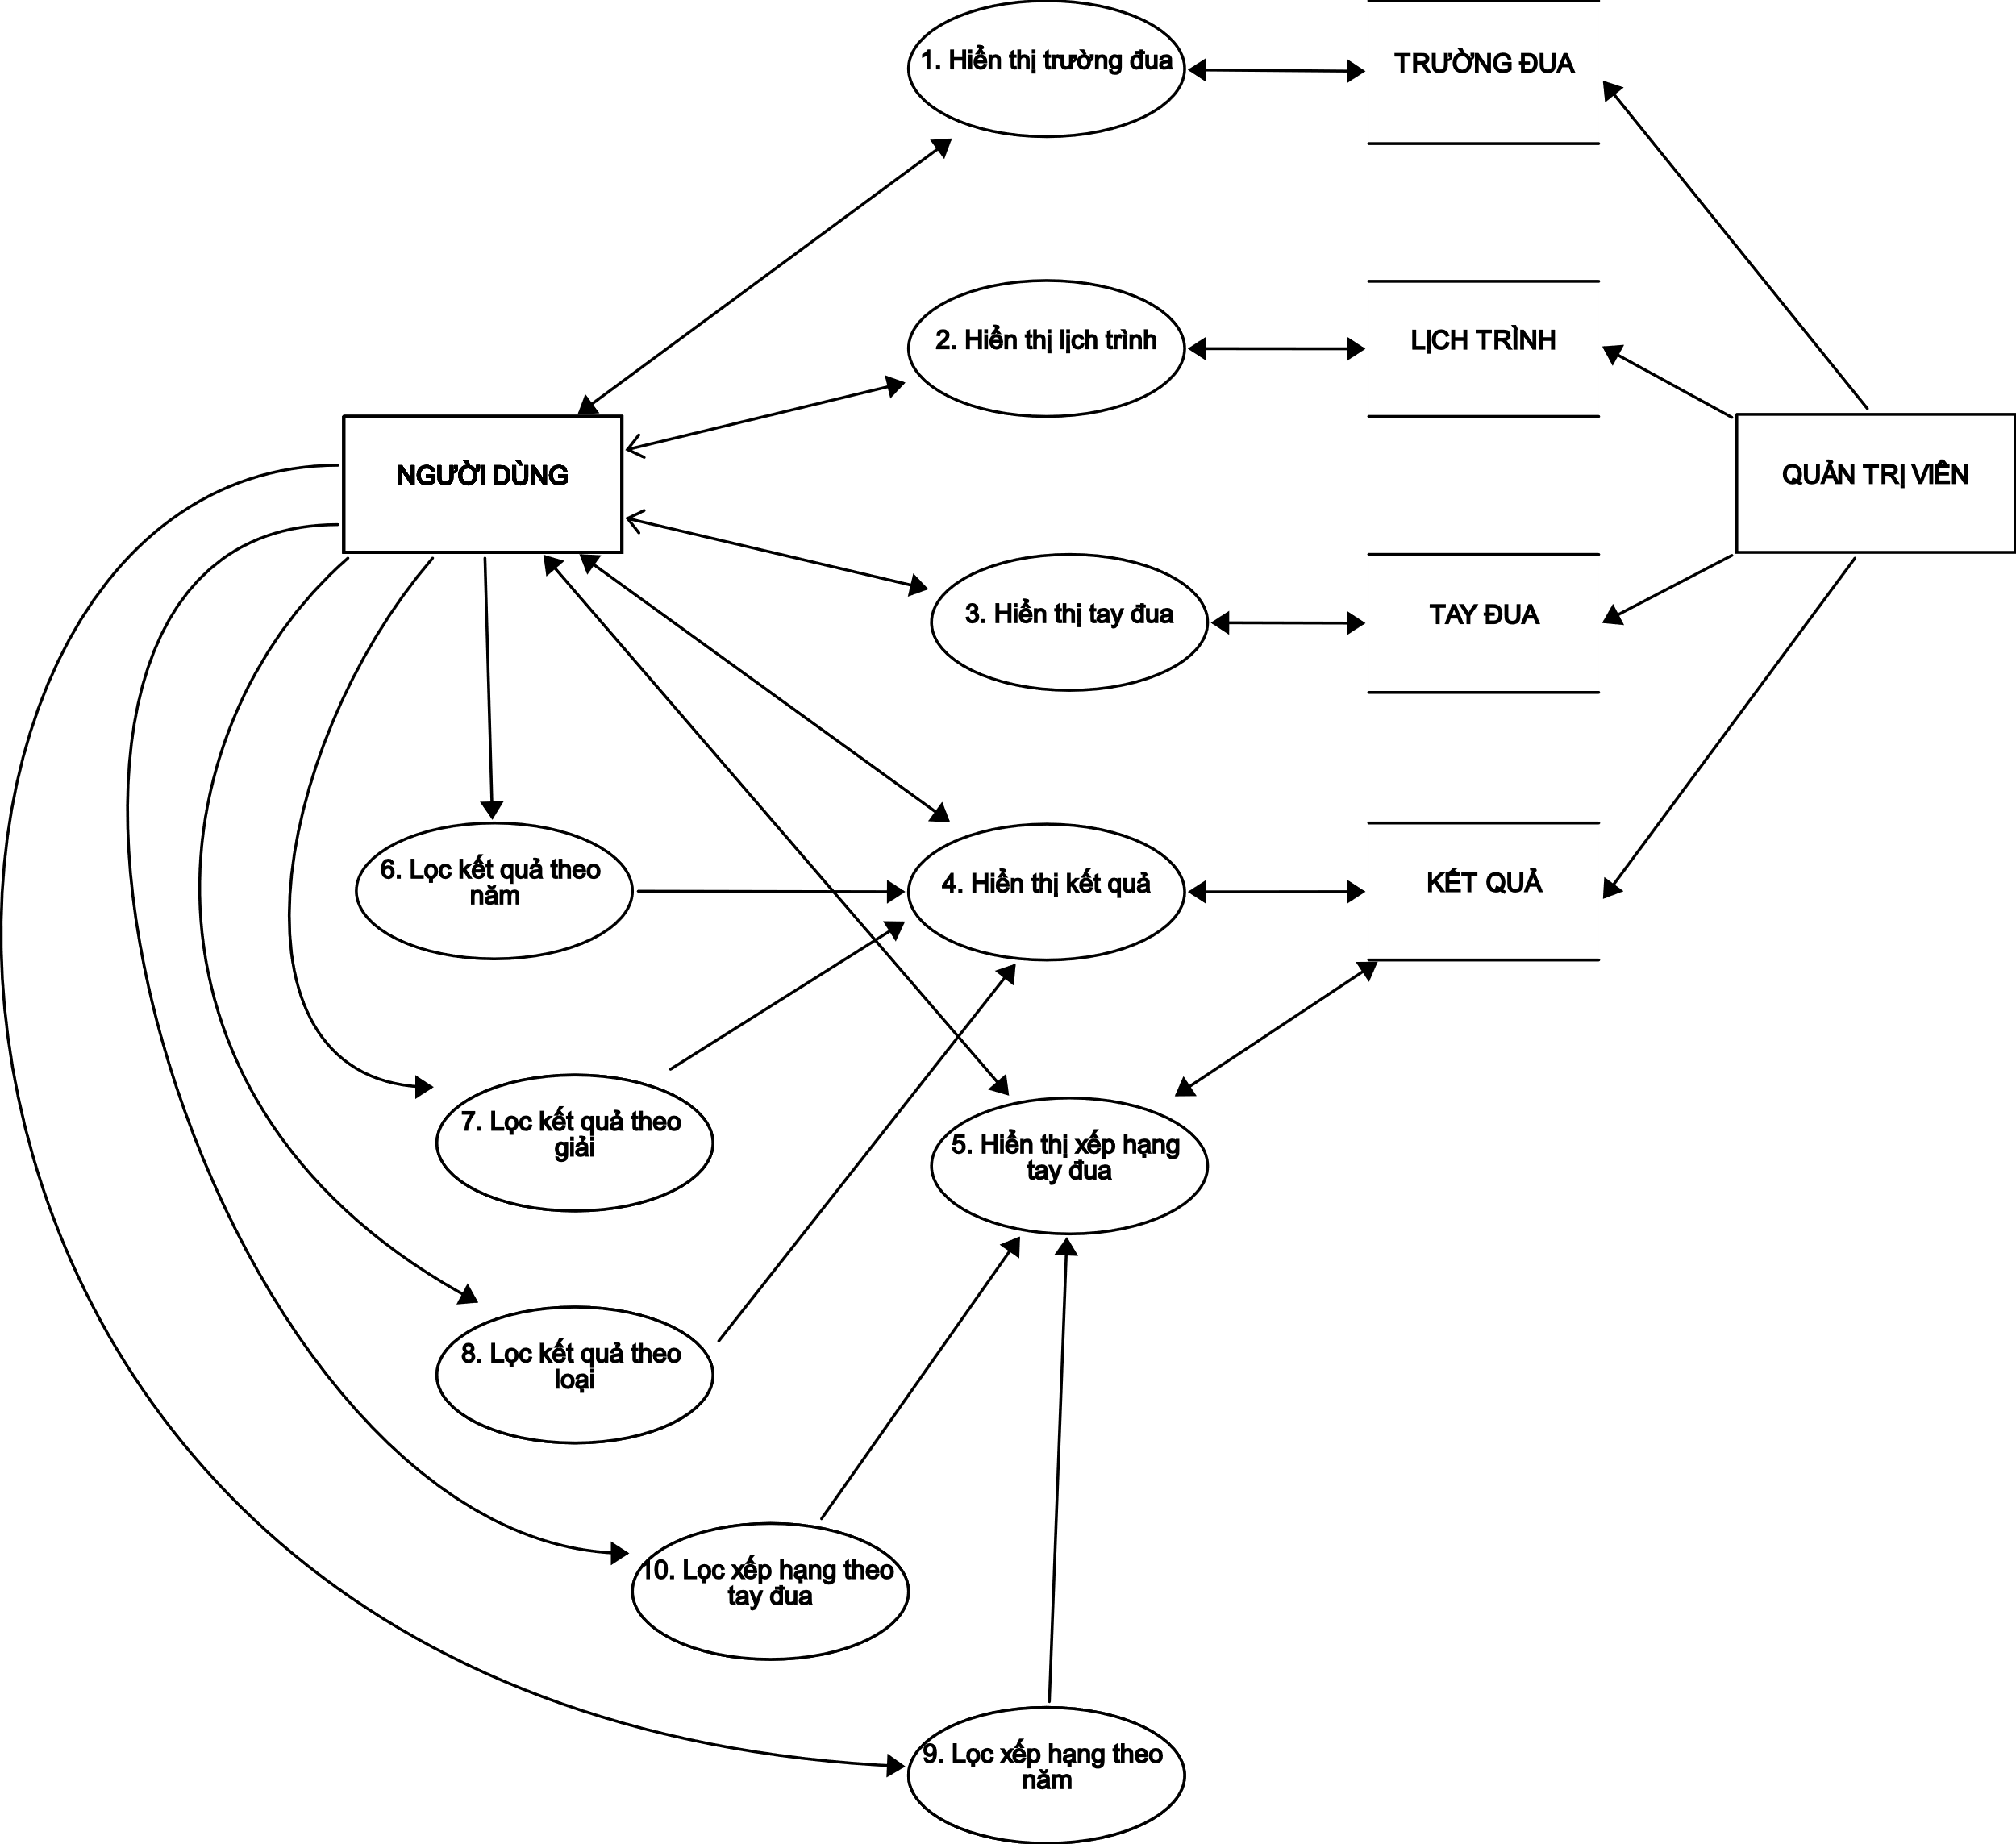 1. Hiển thị trường đua
TRƯỜNG ĐUA
2. Hiển thị lịch trình
LỊCH TRÌNH
NGƯỜI DÙNG
QUẢN TRỊ VIÊN
3. Hiển thị tay đua
TAY ĐUA
6. Lọc kết quả theo
năm
4. Hiển thị kết quả
KẾT QUẢ
7. Lọc kết quả theo
giải
5. Hiển thị xếp hạng
tay đua
8. Lọc kết quả theo
loại
10. Lọc xếp hạng theo
tay đua
9. Lọc xếp hạng theo
năm